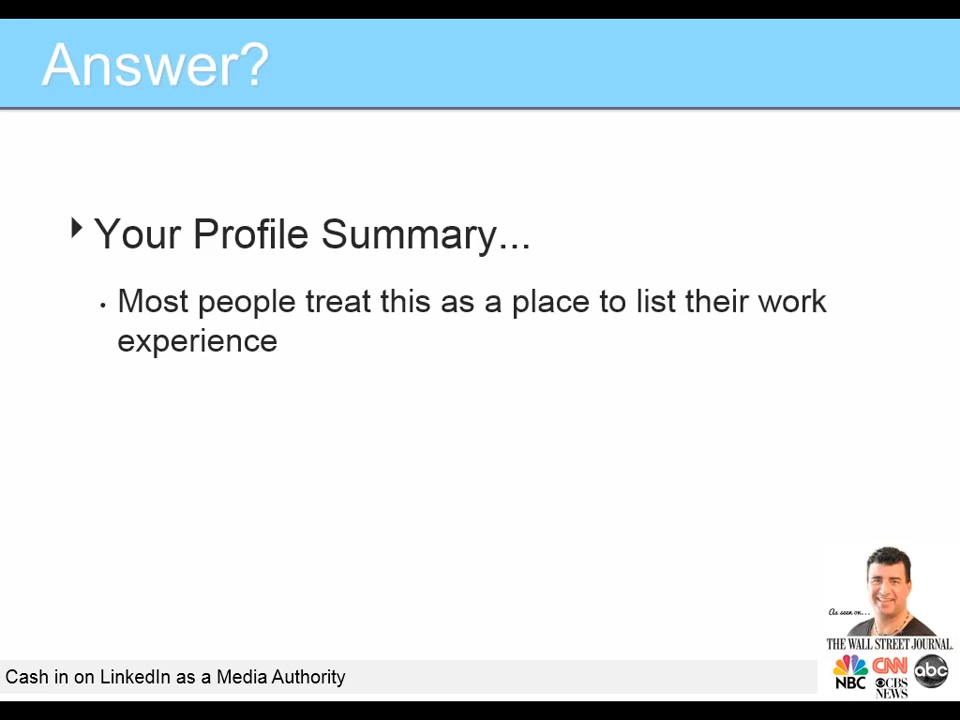 Answer?
Your Profile Summary...
Most people treat this as a place to list their work
experience
As seen on...
THE WALL STREET JOURNAL.
NBC
CNN
CBS
NEWS
abc
Cash in on LinkedIn as a Media Authority